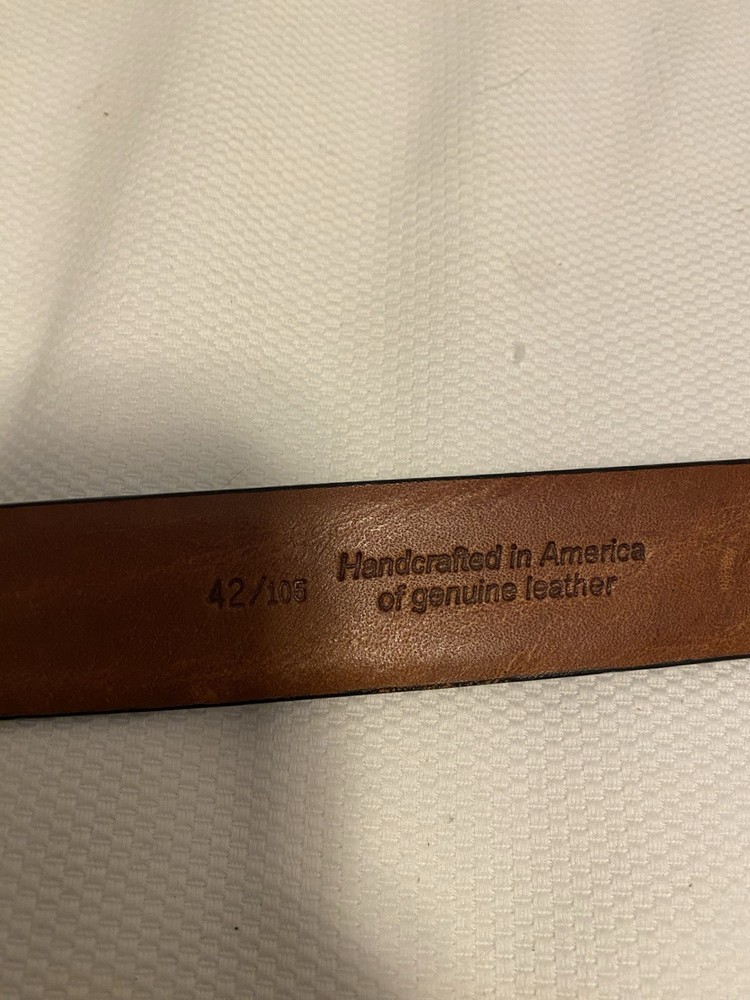 42/105
Handcrafted in America
of genuine leather